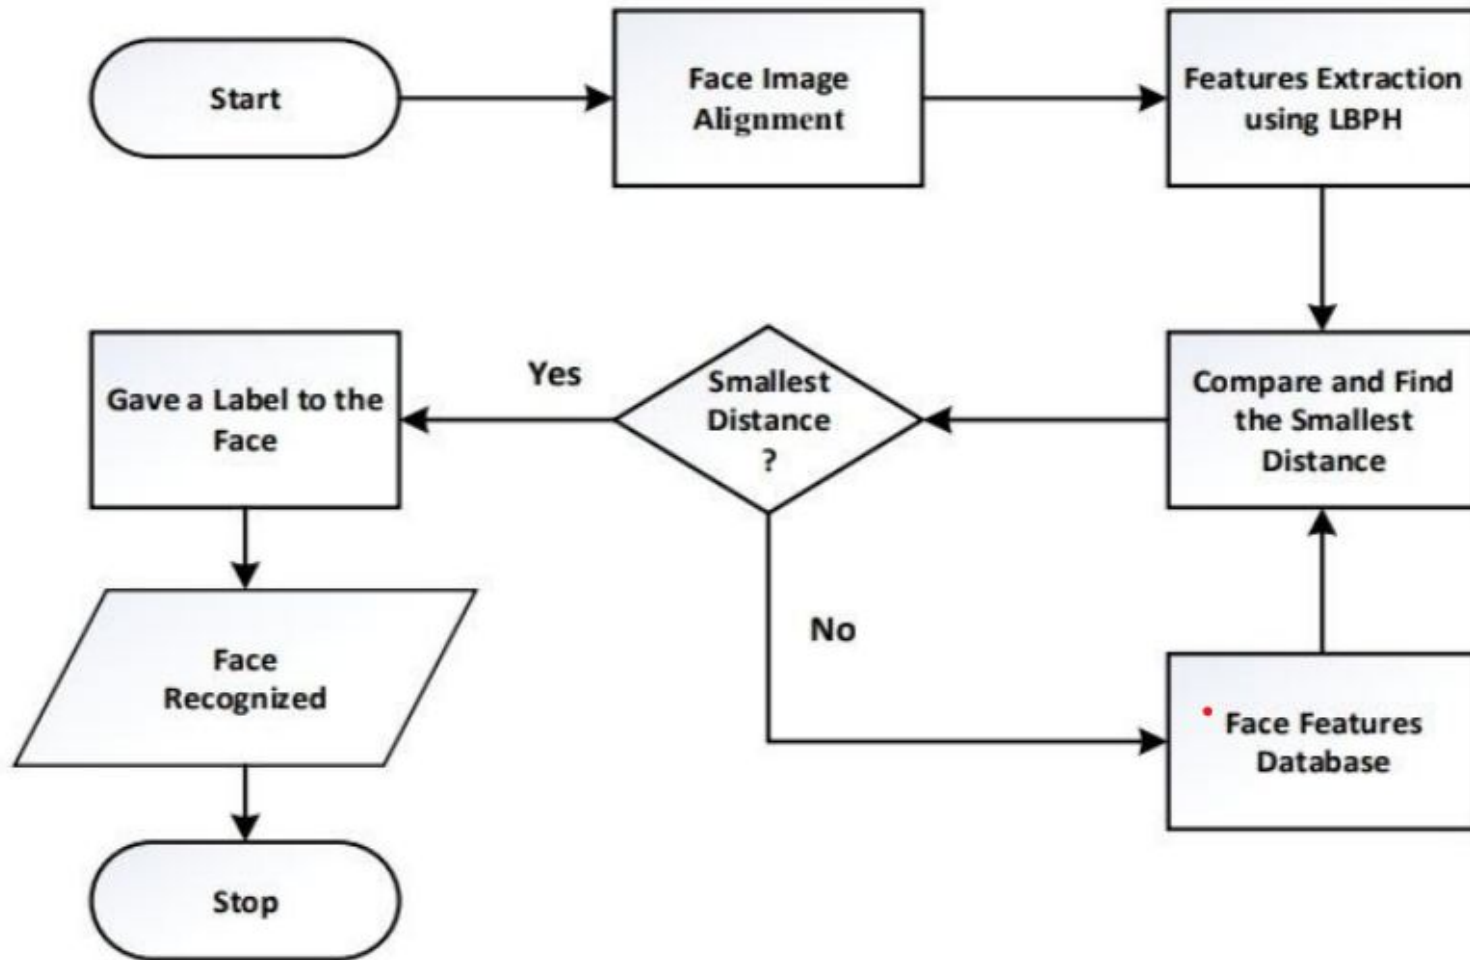 Start
Face Image
Alignment
Features Extraction
using LBPH
Compare and Find
the Smallest
Distance
Smallest
Distance
?
Yes
Gave a Label to the
Face
No
Face Features
Database
Face
Recognized
Stop